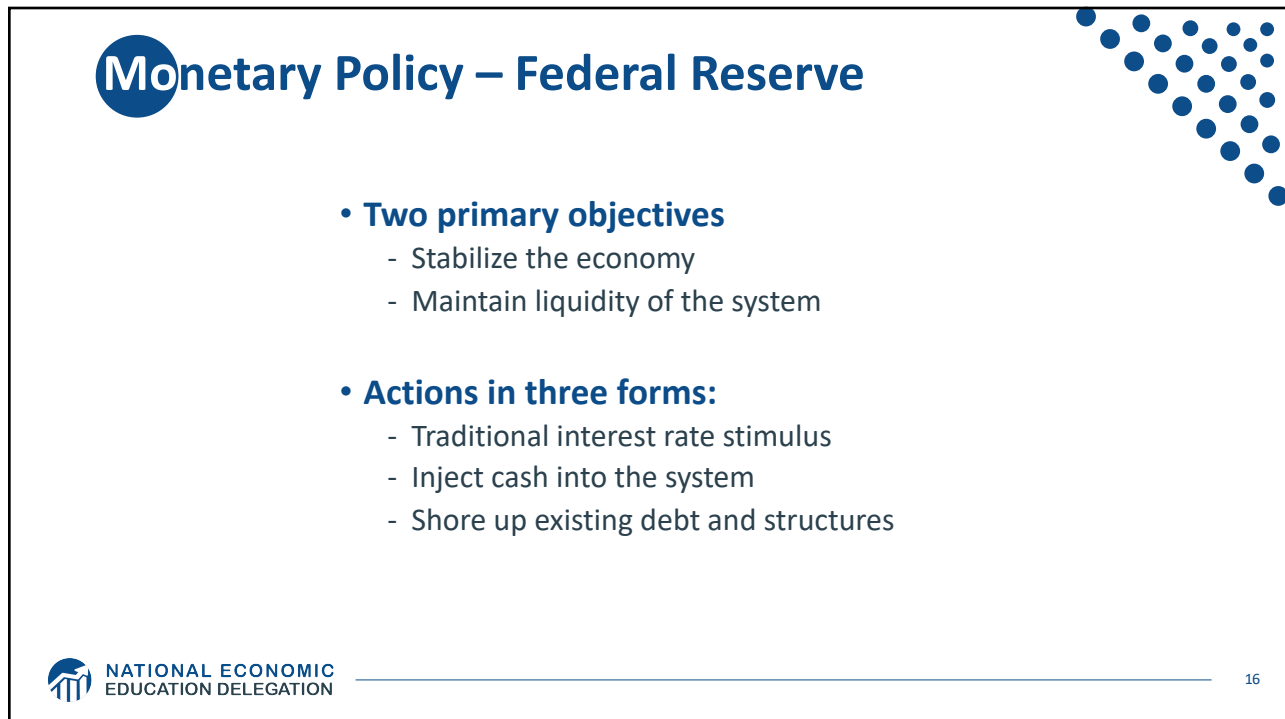 Monetary Policy – Federal Reserve
• Two primary objectives
- Stabilize the economy
- Maintain liquidity of the system
• Actions in three forms:
- Traditional interest rate stimulus
- Inject cash into the system
- Shore up existing debt and structures
NATIONAL ECONOMIC
EDUCATION DELEGATION
16